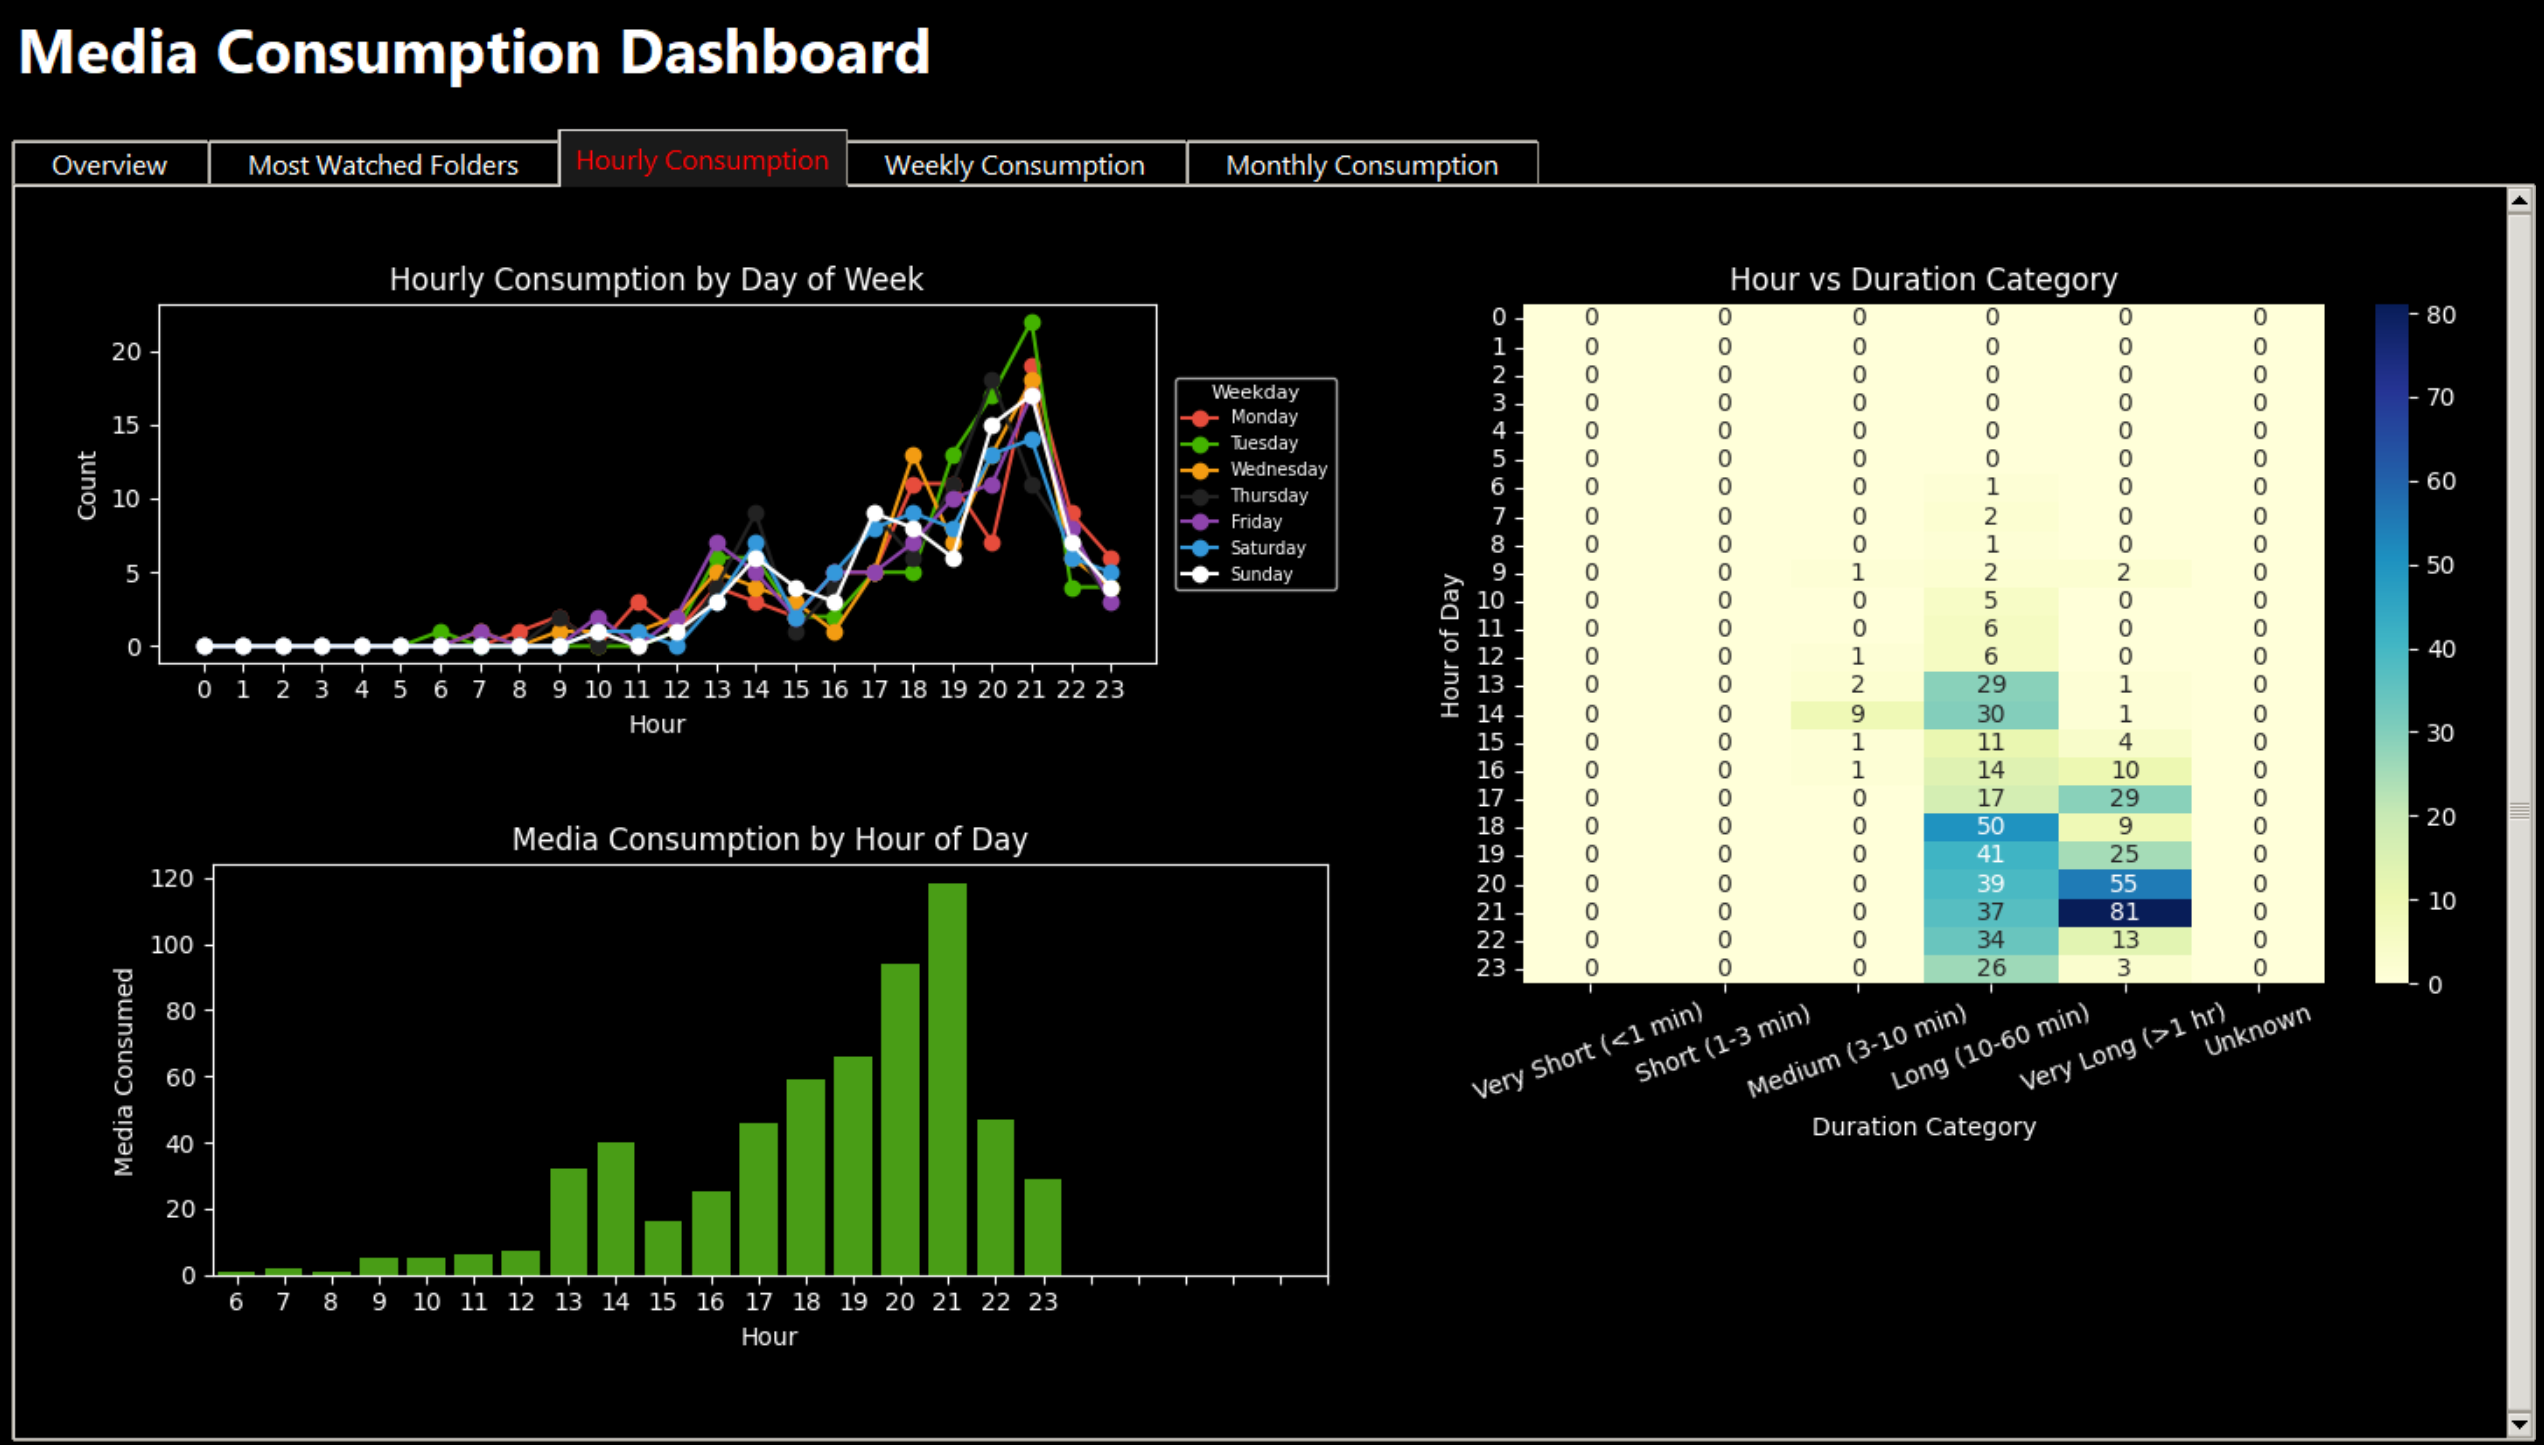 Media Consumption Dashboard
Overview
Most Watched Folders
Hourly Consumption
Weekly Consumption
Monthly Consumption
Hourly Consumption by Day of Week
Count
20
15
10
5
0
0 1 2 3 4 5 6 7 8 9 10 11 12 13 14 15 16 17 18 19 20 21 22 23
Hour
Weekday
Monday
Tuesday
Wednesday
Thursday
Friday
Saturday
Sunday
Media Consumption by Hour of Day
Media Consumed
120
100
80
60
40
20
0
6 7 8 9 10 11 12 13 14 15 16 17 18 19 20 21 22 23
Hour
Hour vs Duration Category
Hour of Day
0 0 0 0 0 0 0
1 0 0 0 0 0 0
2 0 0 0 0 0 0
3 0 0 0 0 0 0
4 0 0 0 0 0 0
5 0 0 0 0 0 0
6 0 0 0 1 0 0
7 0 0 0 2 0 0
8 0 0 0 1 0 0
9 0 0 1 2 2 0
10 0 0 0 5 0 0
11 0 0 0 6 0 0
12 0 0 1 6 0 0
13 0 0 2 29 1 0
14 0 0 9 30 1 0
15 0 0 1 11 4 0
16 0 0 1 14 10 0
17 0 0 0 17 29 0
18 0 0 0 50 9 0
19 0 0 0 41 25 0
20 0 0 0 39 55 0
21 0 0 0 37 81 0
22 0 0 0 34 13 0
23 0 0 0 26 3 0
Very Short (<1 min)
Short (1-3 min)
Medium (3-10 min)
Long (10-60 min)
Very Long (>1 hr)
Unknown
Duration Category
80
70
60
50
40
30
20
10
0